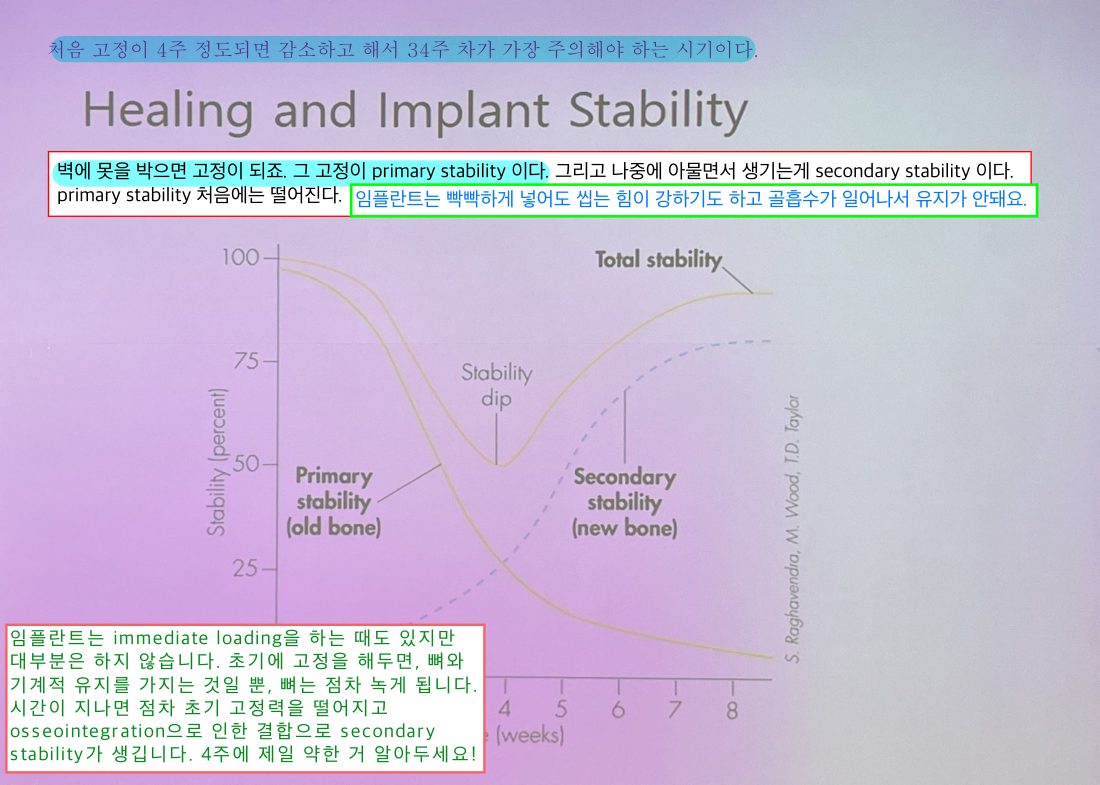 처음 고정이 4주 정도되면 감소하고 해서 34주 차가 가장 주의해야 하는 시기이다.
Healing and Implant Stability
벽에 못을 박으면 고정이 되죠. 그 고정이 primary stability 이다. 그리고 나중에 아물면서 생기는게 secondary stability 이다.
primary stability 처음에는 떨어진다.
임플란트는 빡빡하게 넣어도 씹는 힘이 강하기도 하고 골흡수가 일어나서 유지가 안돼요.
100
Total stability
75
Stability
dip
Stability (percent)
50
Primary
stability
(old bone)
Secondary
stability
(new bone)
25
S. Raghavendra, M. Wood, T.D. Taylor
임플란트는 immediate loading을 하는 때도 있지만
대부분은 하지 않습니다. 초기에 고정을 해두면, 뼈와
기계적 유지를 가지는 것일 뿐, 뼈는 점차 녹게 됩니다.
시간이 지나면 점차 초기 고정력을 떨어지고
osseointegration으로 인한 결합으로 secondary
stability가 생깁니다. 4주에 제일 약한 거 알아두세요!
4 5 6 7 8
(weeks)